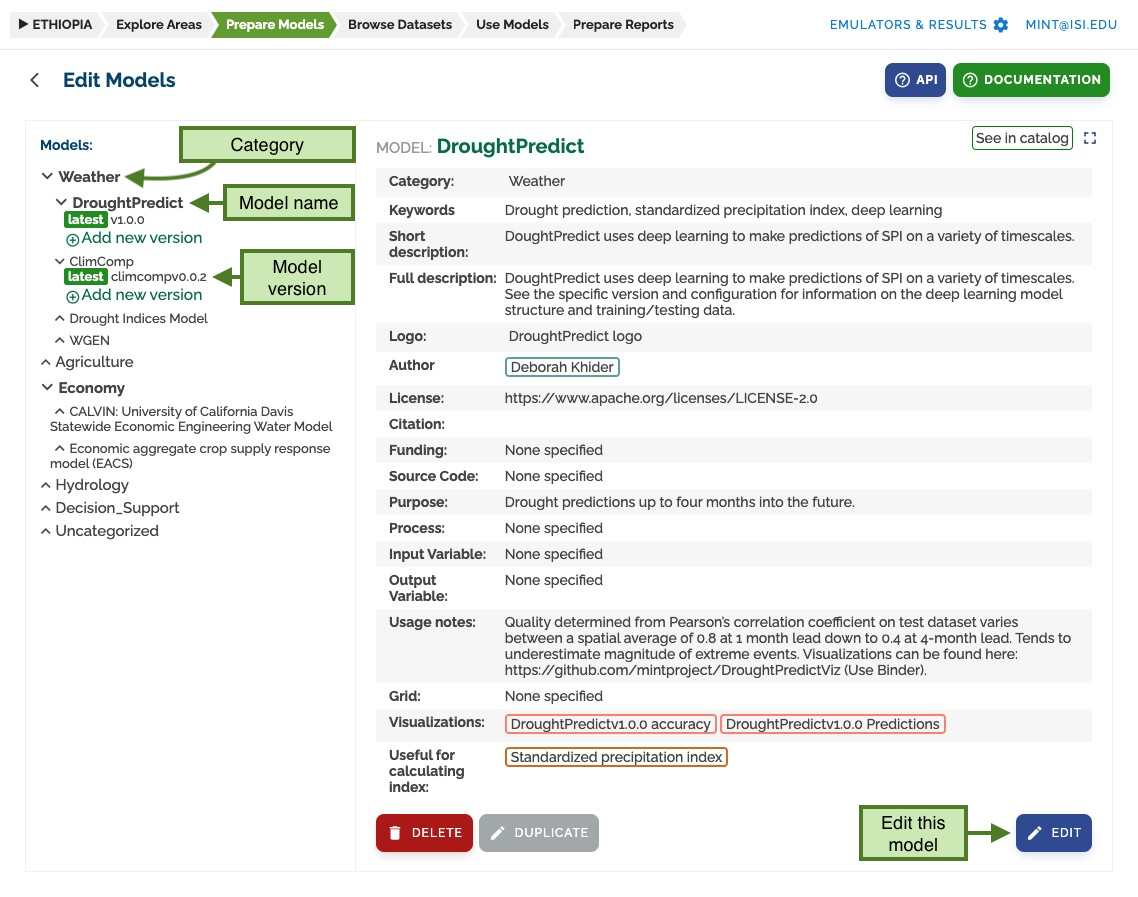 ETHIOPIA
Explore Areas
Prepare Models
Browse Datasets
Use Models
Prepare Reports
EMULATORS & RESULTS
MINT@ISI.EDU
Edit Models
API
DOCUMENTATION
Models:
Category
Weather
DroughtPredict
Model name
latest v1.0.0
Add new version
ClimComp
latest climcompv0.0.2
Model
version
Add new version
Drought Indices Model
WGEN
Agriculture
Economy
CALVIN: University of California Davis
Statewide Economic Engineering Water Model
Economic aggregate crop supply response
model (EACS)
Hydrology
Decision_Support
Uncategorized
MODEL: DroughtPredict
See in catalog
Category: Weather
Keywords Drought prediction, standardized precipitation index, deep learning
Short
description:
DoughtPredict uses deep learning to make predictions of SPI on a variety of timescales.
Full description: DoughtPredict uses deep learning to make predictions of SPI on a variety of timescales.
See the specific version and configuration for information on the deep learning model
structure and training/testing data.
Logo: DroughtPredict logo
Author Deborah Khider
License: https://www.apache.org/licenses/LICENSE-2.0
Citation:
Funding: None specified
Source Code: None specified
Purpose: Drought predictions up to four months into the future.
Process: None specified
Input Variable: None specified
Output
Variable:
None specified
Usage notes: Quality determined from Pearson's correlation coefficient on test dataset varies
between a spatial average of 0.8 at 1 month lead down to 0.4 at 4-month lead. Tends to
underestimate magnitude of extreme events. Visualizations can be found here:
https://github.com/mintproject/DroughtPredictViz (Use Binder).
Grid: None specified
Visualizations: DroughtPredictv1.0.0 accuracy DroughtPredictv1.0.0 Predictions
Useful for
calculating
index:
Standardized precipitation index
DELETE
DUPLICATE
Edit this
model
EDIT